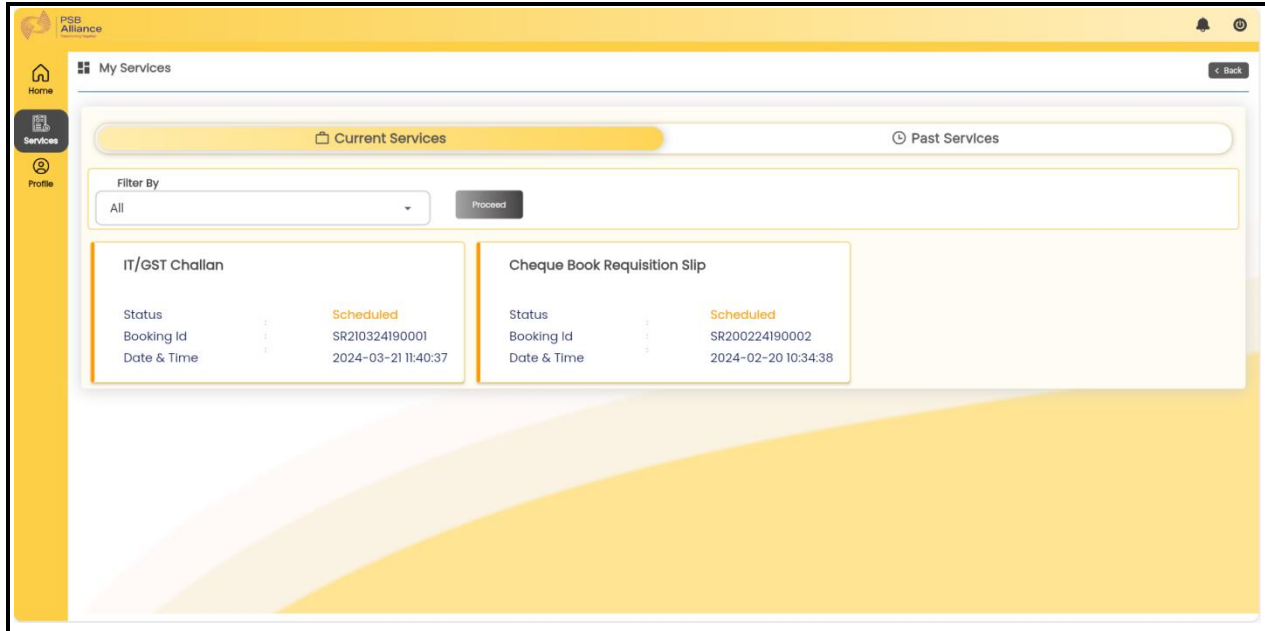 PSB
Alliance
My Services
< Back
Home
Services
Profile
Current Services
Past Services
Filter By
All
Proceed
IT/GST Challan
Status Scheduled
Booking Id : SR210324190001
Date & Time : 2024-03-21 11:40:37
Cheque Book Requisition Slip
Status Scheduled
Booking Id : SR200224190002
Date & Time : 2024-02-20 10:34:38